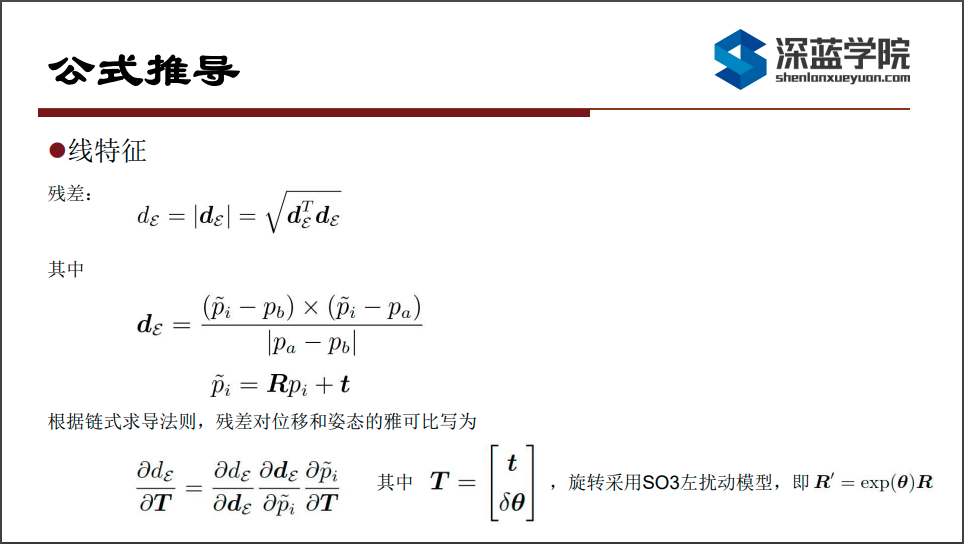 公式推导
深蓝学院
shenlanxueyuan.com
●线特征
残差：
$d_{\mathcal{E}} = |\boldsymbol{d}_{\mathcal{E}}| = \sqrt{\boldsymbol{d}_{\mathcal{E}}^T \boldsymbol{d}_{\mathcal{E}}}$
其中
$\boldsymbol{d}_{\mathcal{E}} = \frac{(\tilde{p}_i - p_b) \times (\tilde{p}_i - p_a)}{|p_a - p_b|}$
$\tilde{p}_i = \boldsymbol{R} p_i + \boldsymbol{t}$
根据链式求导法则，残差对位移和姿态的雅可比写为
$\frac{\partial d_{\mathcal{E}}}{\partial \boldsymbol{T}} = \frac{\partial d_{\mathcal{E}}}{\partial \boldsymbol{d}_{\mathcal{E}}} \frac{\partial \boldsymbol{d}_{\mathcal{E}}}{\partial \tilde{p}_i} \frac{\partial \tilde{p}_i}{\partial \boldsymbol{T}}$ 其中 $\boldsymbol{T} = \begin{bmatrix} \boldsymbol{t} \\ \delta\boldsymbol{\theta} \end{bmatrix}$ ，旋转采用SO3左扰动模型，即 $\boldsymbol{R}' = \exp(\boldsymbol{\theta})\boldsymbol{R}$